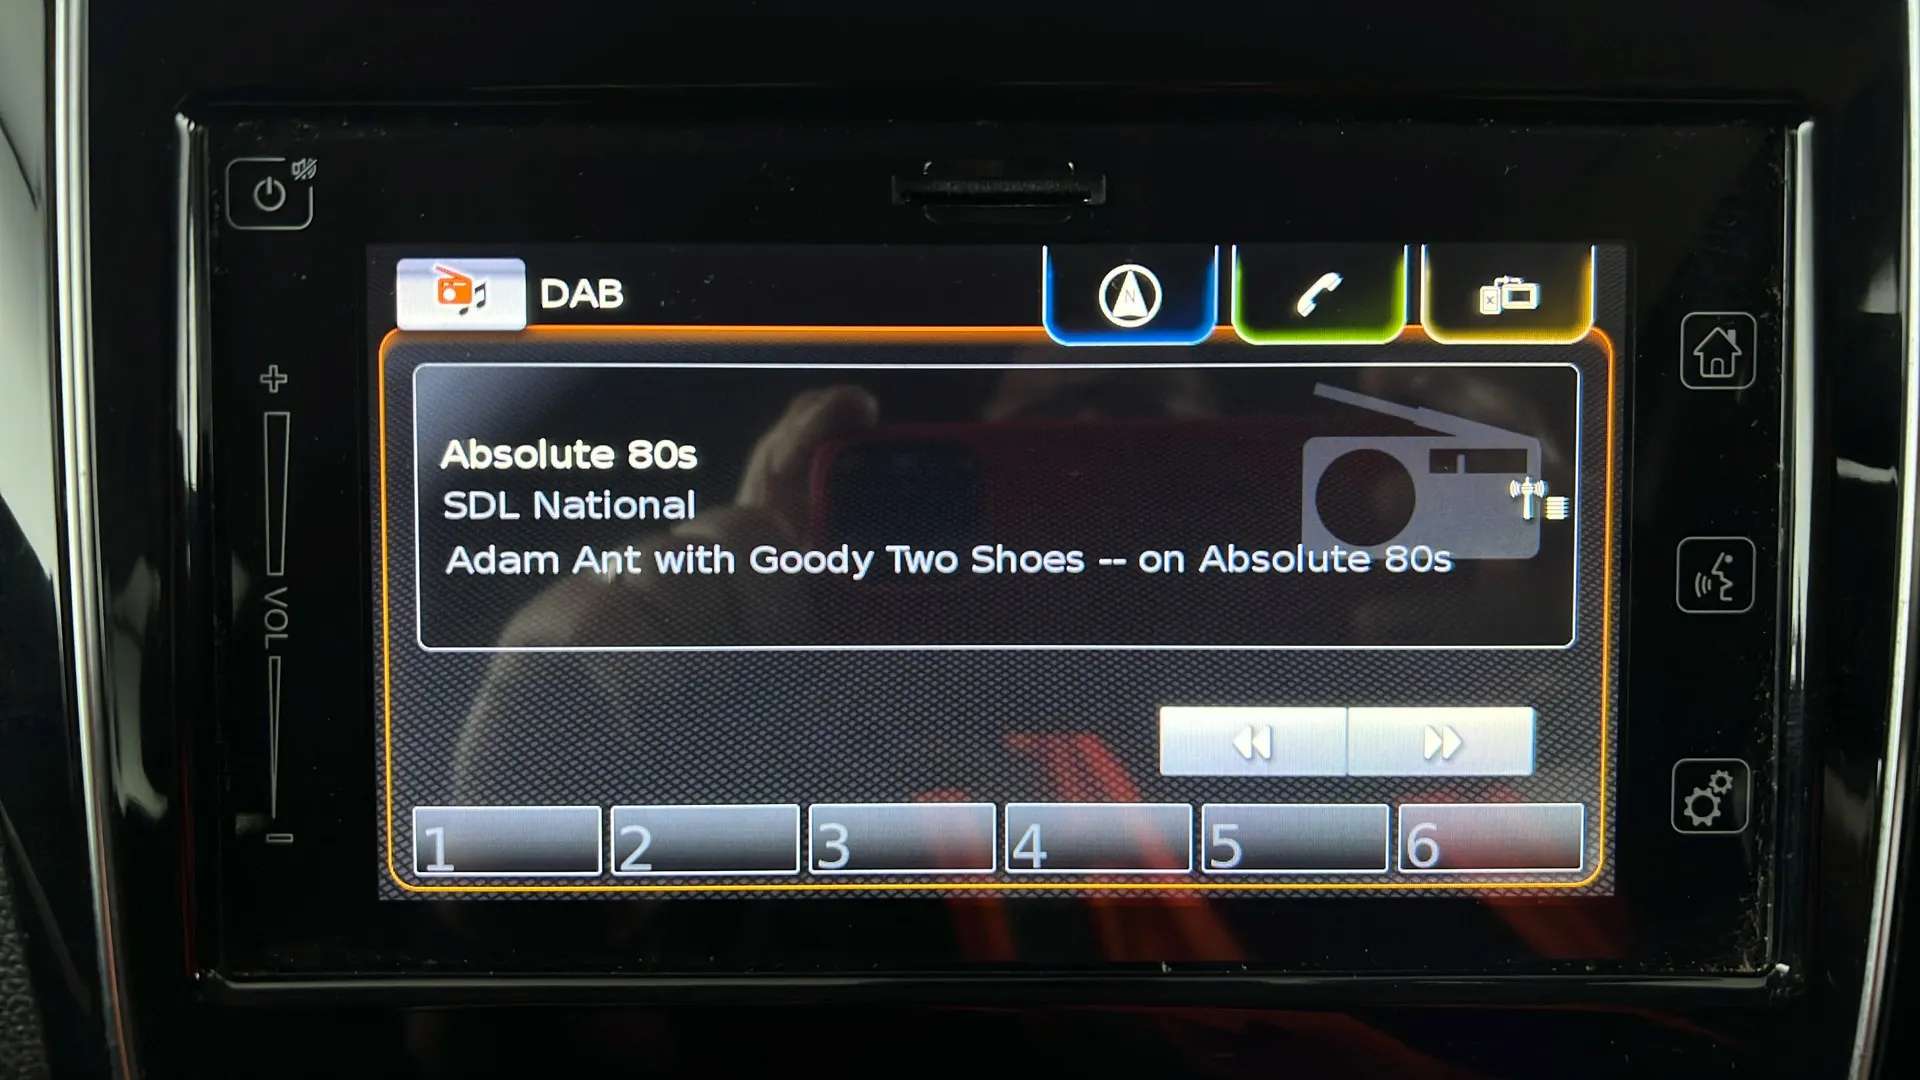 DAB
N
x
Absolute 80s
SDL National
Adam Ant with Goody Two Shoes -- on Absolute 80s
VOL
1 2 3 4 5 6